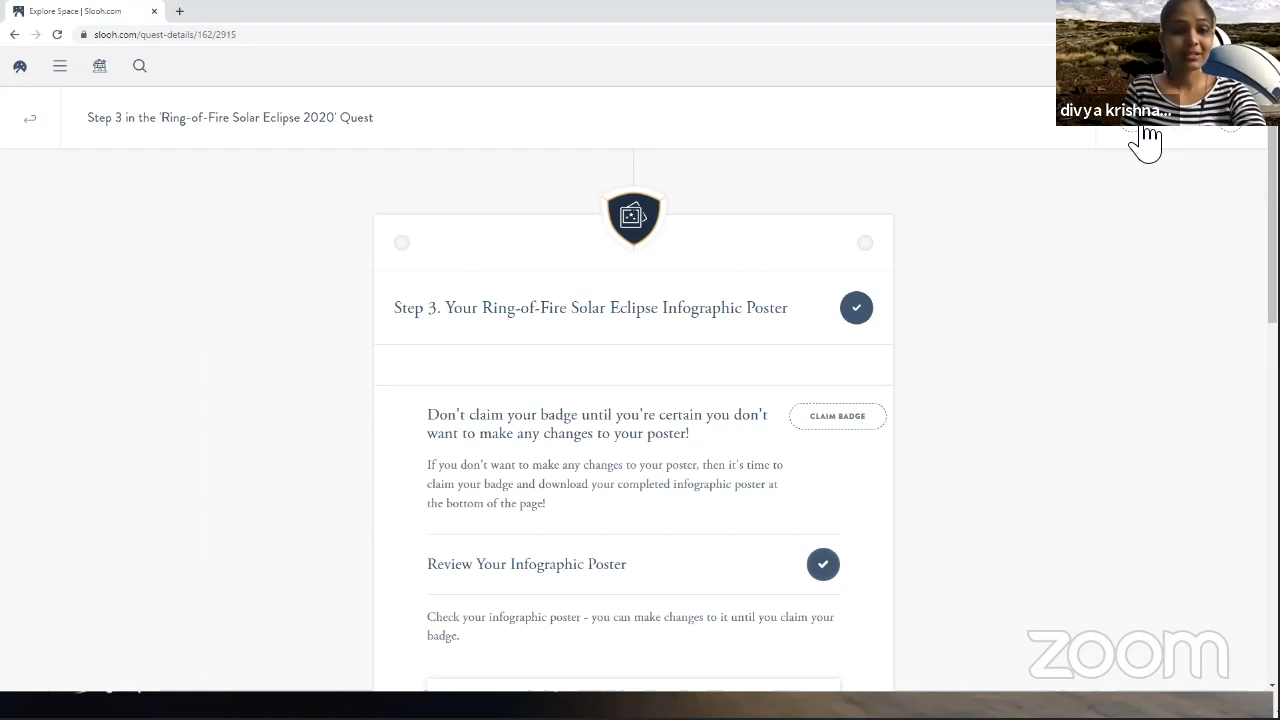 Explore Space | Slooh.com
slooh.com/quest-details/162/2915
divya krishna...
Step 3 in the 'Ring-of-Fire Solar Eclipse 2020' Quest
Step 3. Your Ring-of-Fire Solar Eclipse Infographic Poster
Don't claim your badge until you're certain you don't
want to make any changes to your poster!
CLAIM BADGE
If you don't want to make any changes to your poster, then it's time to
claim your badge and download your completed infographic poster at
the bottom of the page!
Review Your Infographic Poster
Check your infographic poster - you can make changes to it until you claim your
badge.
zoom